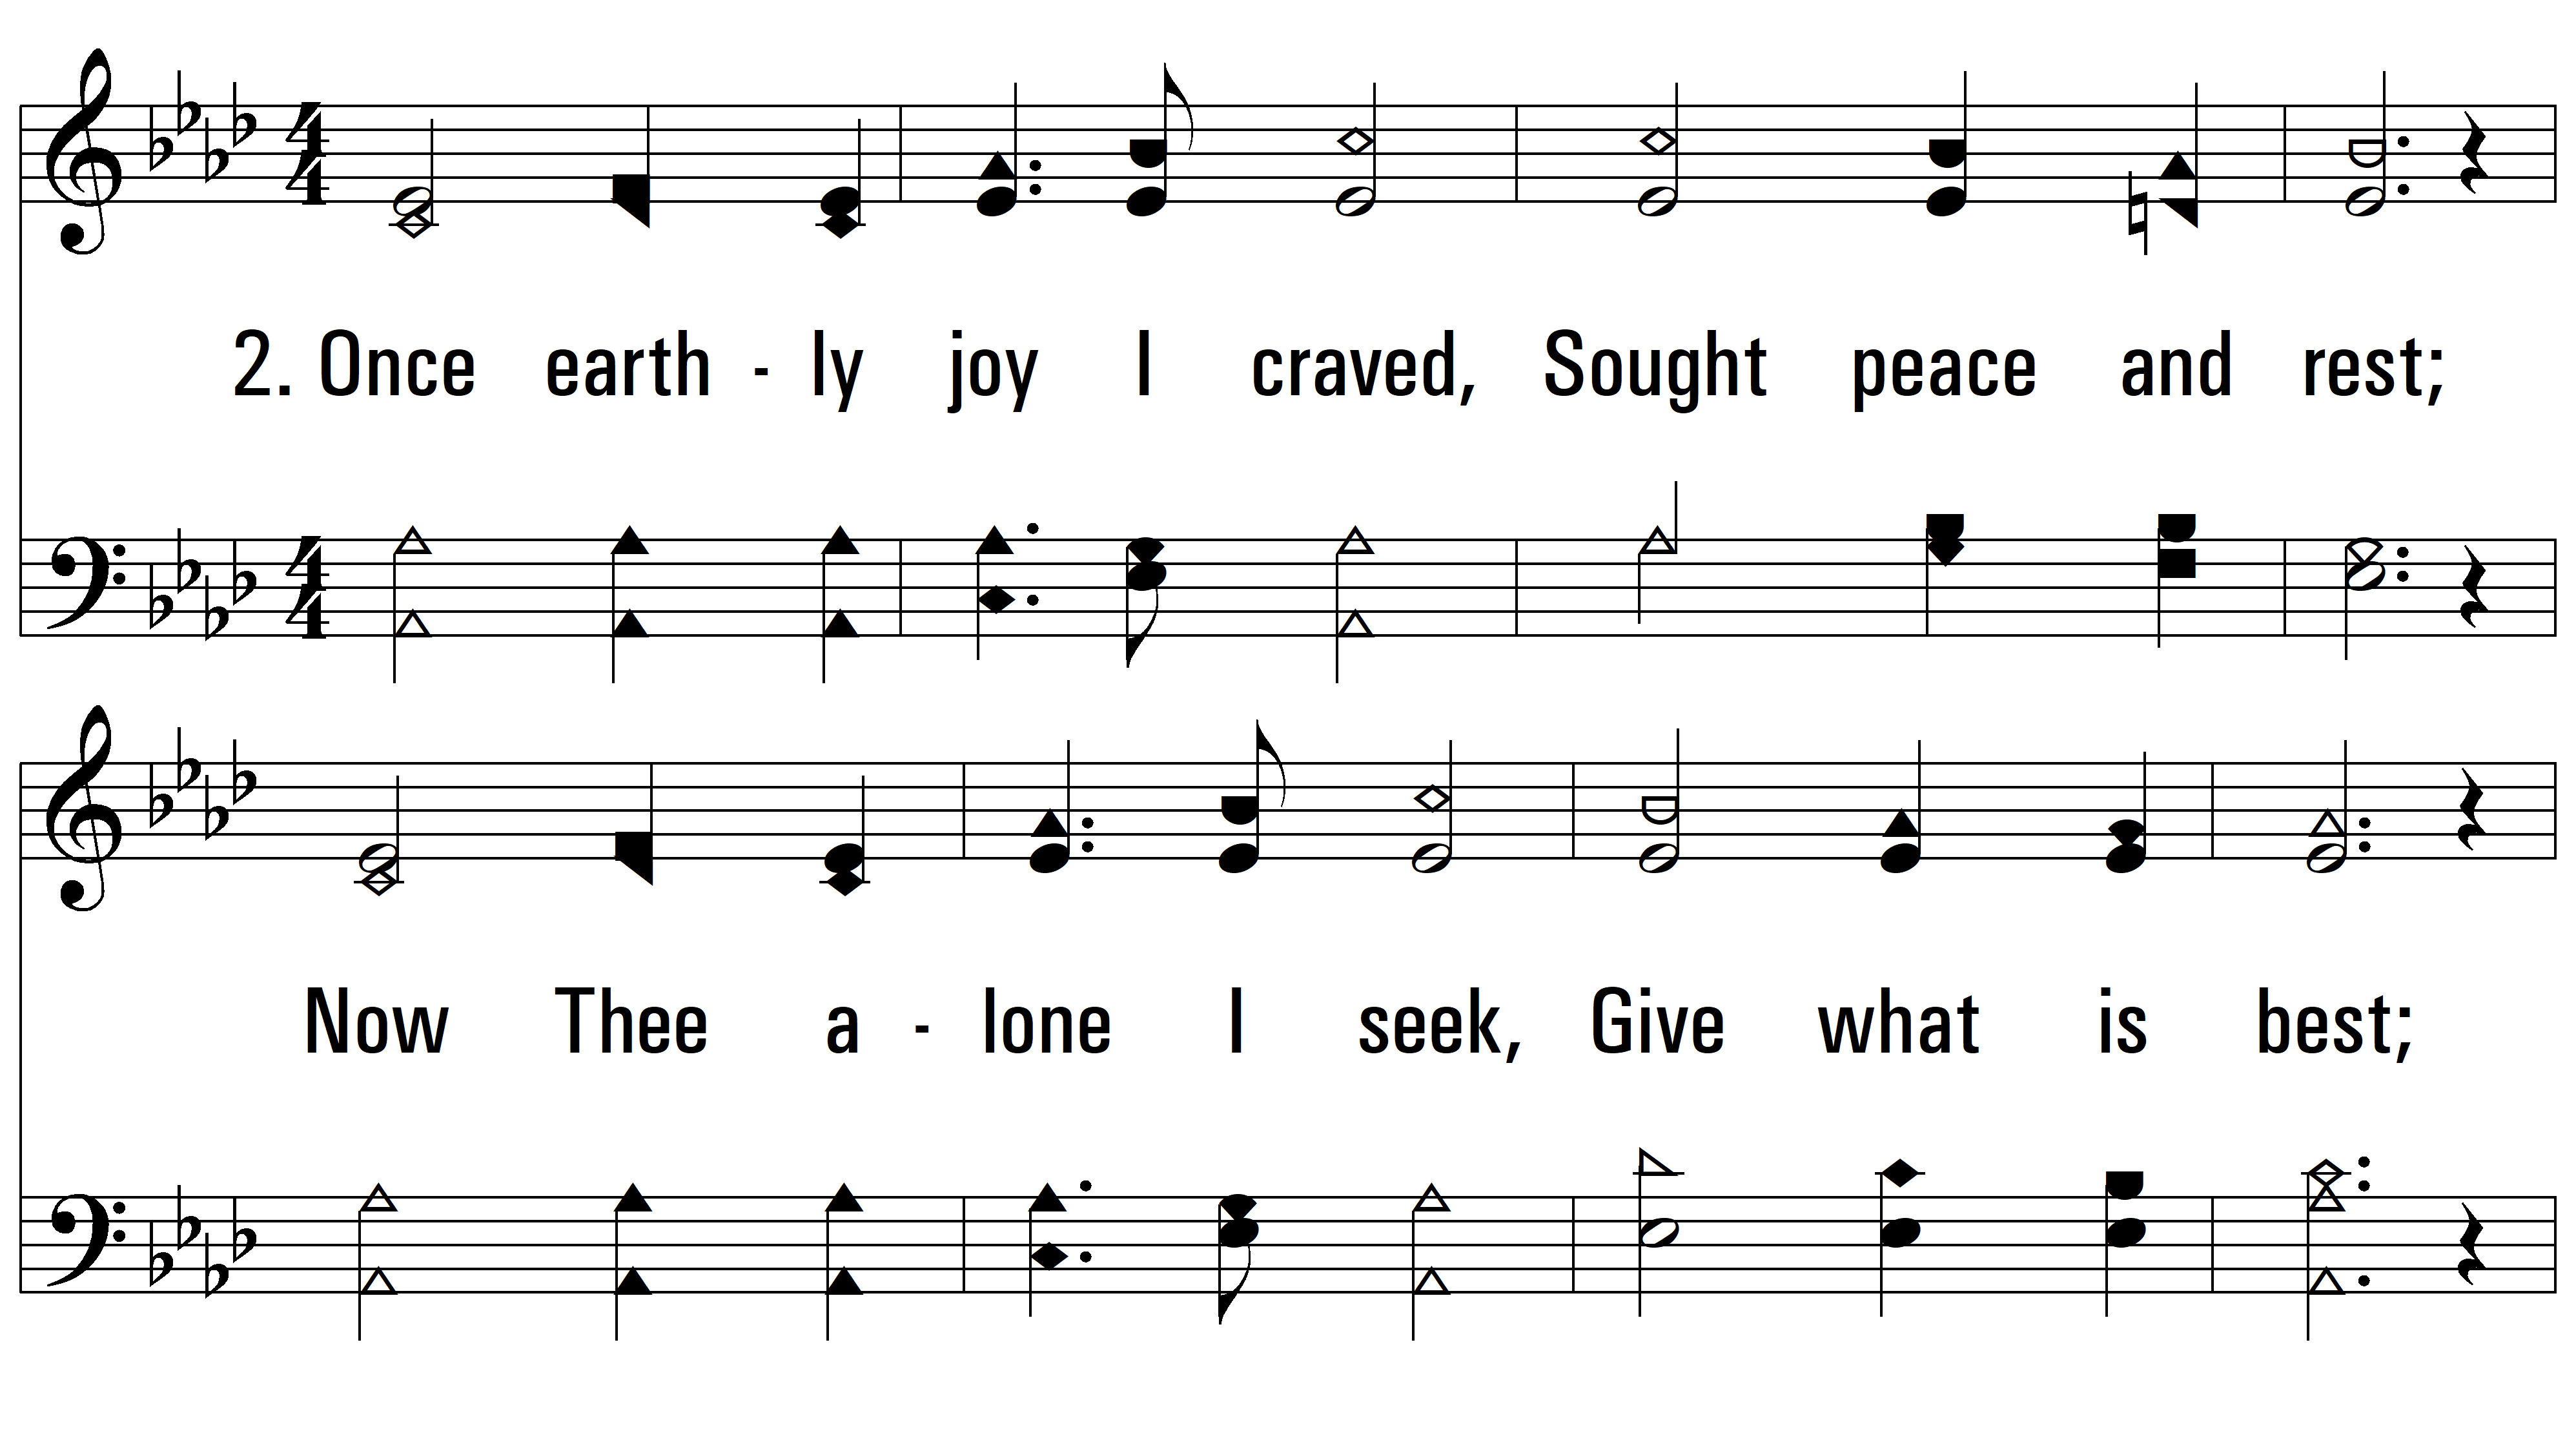 2. Once earth - ly joy I craved, Sought peace and rest;
Now Thee a - lone I seek, Give what is best;